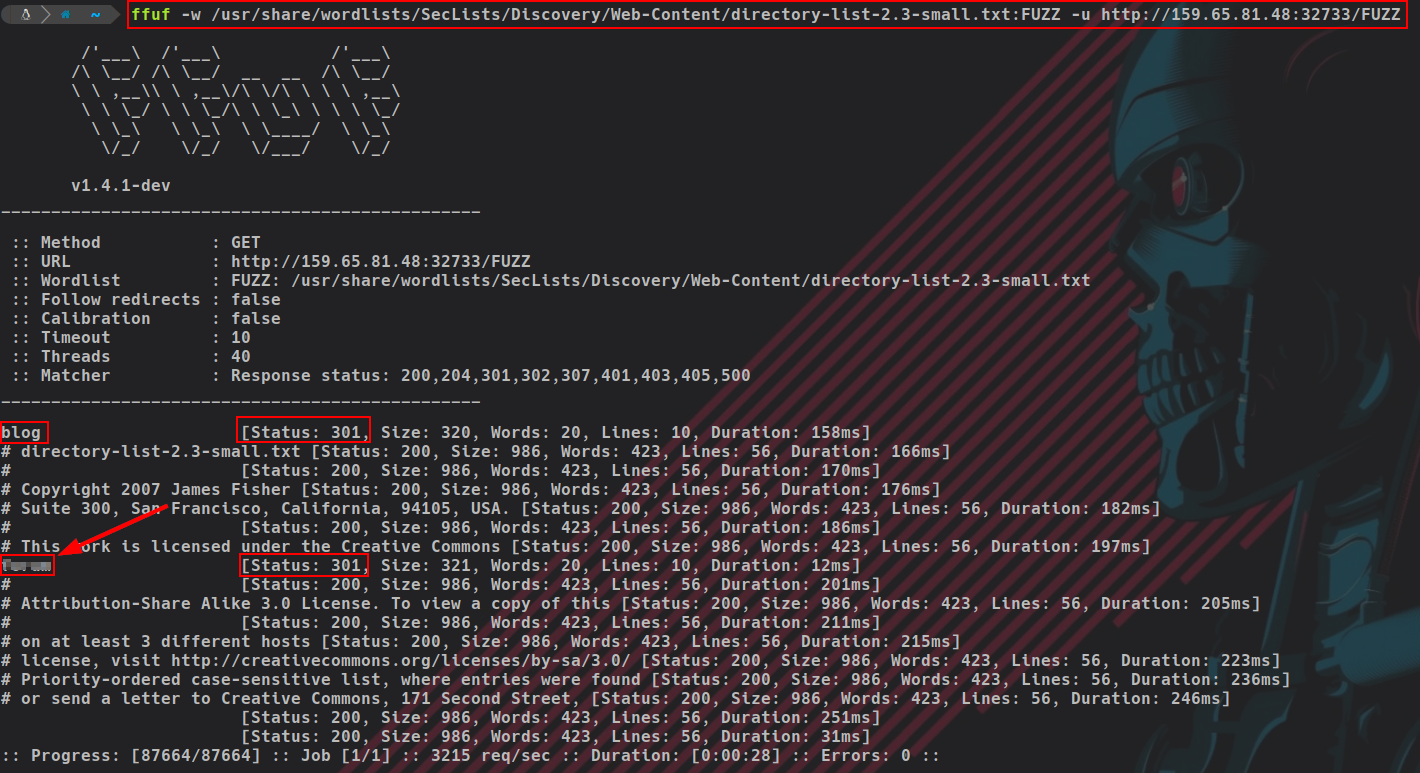 ffuf -w /usr/share/wordlists/SecLists/Discovery/Web-Content/directory-list-2.3-small.txt:FUZZ -u http://159.65.81.48:32733/FUZZ
v1.4.1-dev
________________________________________________
:: Method           : GET
:: URL              : http://159.65.81.48:32733/FUZZ
:: Wordlist         : FUZZ: /usr/share/wordlists/SecLists/Discovery/Web-Content/directory-list-2.3-small.txt
:: Follow redirects : false
:: Calibration      : false
:: Timeout          : 10
:: Threads          : 40
:: Matcher          : Response status: 200,204,301,302,307,401,403,405,500
________________________________________________
blog                    [Status: 301, Size: 320, Words: 20, Lines: 10, Duration: 158ms]
# directory-list-2.3-small.txt [Status: 200, Size: 986, Words: 423, Lines: 56, Duration: 166ms]
#                       [Status: 200, Size: 986, Words: 423, Lines: 56, Duration: 170ms]
# Copyright 2007 James Fisher [Status: 200, Size: 986, Words: 423, Lines: 56, Duration: 176ms]
# Suite 300, San Francisco, California, 94105, USA. [Status: 200, Size: 986, Words: 423, Lines: 56, Duration: 182ms]
#                       [Status: 200, Size: 986, Words: 423, Lines: 56, Duration: 186ms]
# This work is licensed under the Creative Commons [Status: 200, Size: 986, Words: 423, Lines: 56, Duration: 197ms]
[Status: 301, Size: 321, Words: 20, Lines: 10, Duration: 12ms]
#                       [Status: 200, Size: 986, Words: 423, Lines: 56, Duration: 201ms]
# Attribution-Share Alike 3.0 License. To view a copy of this [Status: 200, Size: 986, Words: 423, Lines: 56, Duration: 205ms]
#                       [Status: 200, Size: 986, Words: 423, Lines: 56, Duration: 211ms]
# on at least 3 different hosts [Status: 200, Size: 986, Words: 423, Lines: 56, Duration: 215ms]
# license, visit http://creativecommons.org/licenses/by-sa/3.0/ [Status: 200, Size: 986, Words: 423, Lines: 56, Duration: 223ms]
# Priority-ordered case-sensitive list, where entries were found [Status: 200, Size: 986, Words: 423, Lines: 56, Duration: 236ms]
# or send a letter to Creative Commons, 171 Second Street, [Status: 200, Size: 986, Words: 423, Lines: 56, Duration: 246ms]
[Status: 200, Size: 986, Words: 423, Lines: 56, Duration: 251ms]
[Status: 200, Size: 986, Words: 423, Lines: 56, Duration: 31ms]
:: Progress: [87664/87664] :: Job [1/1] :: 3215 req/sec :: Duration: [0:00:28] :: Errors: 0 ::